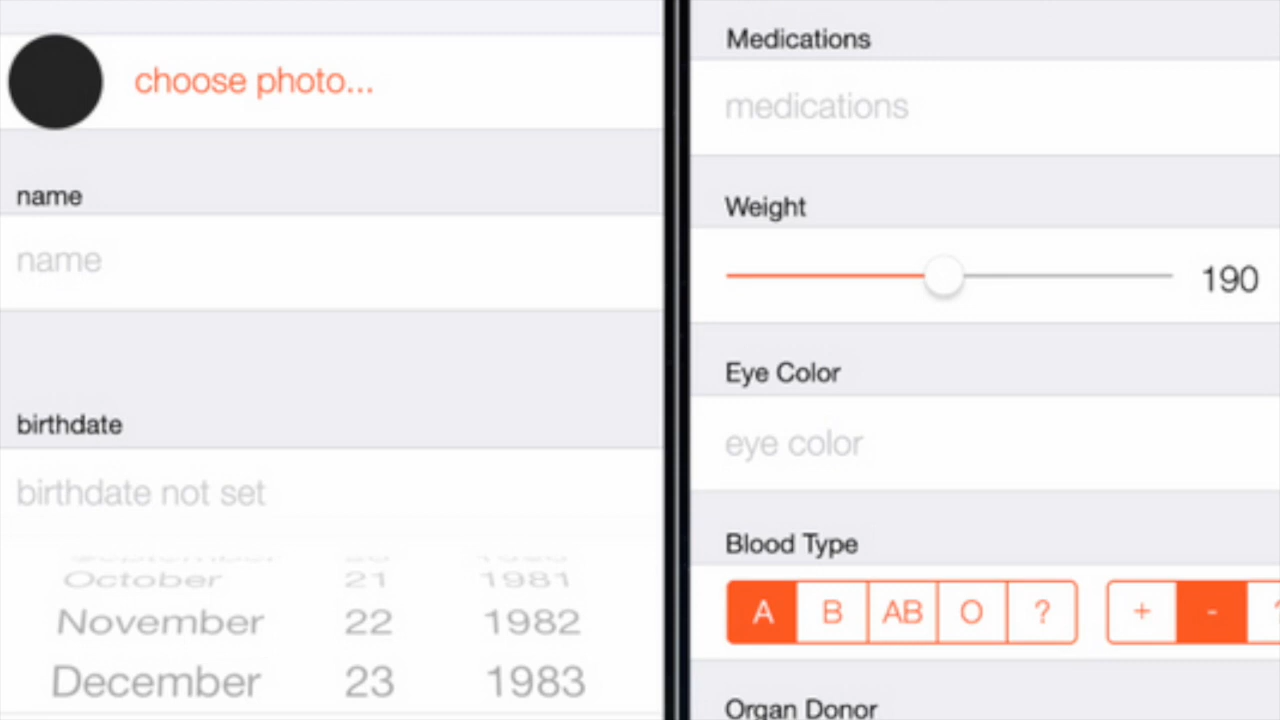 choose photo...
name
name
birthdate
birthdate not set
October 21 1981
November 22 1982
December 23 1983
Medications
medications
Weight
190
Eye Color
eye color
Blood Type
A B AB O ? + -
Organ Donor